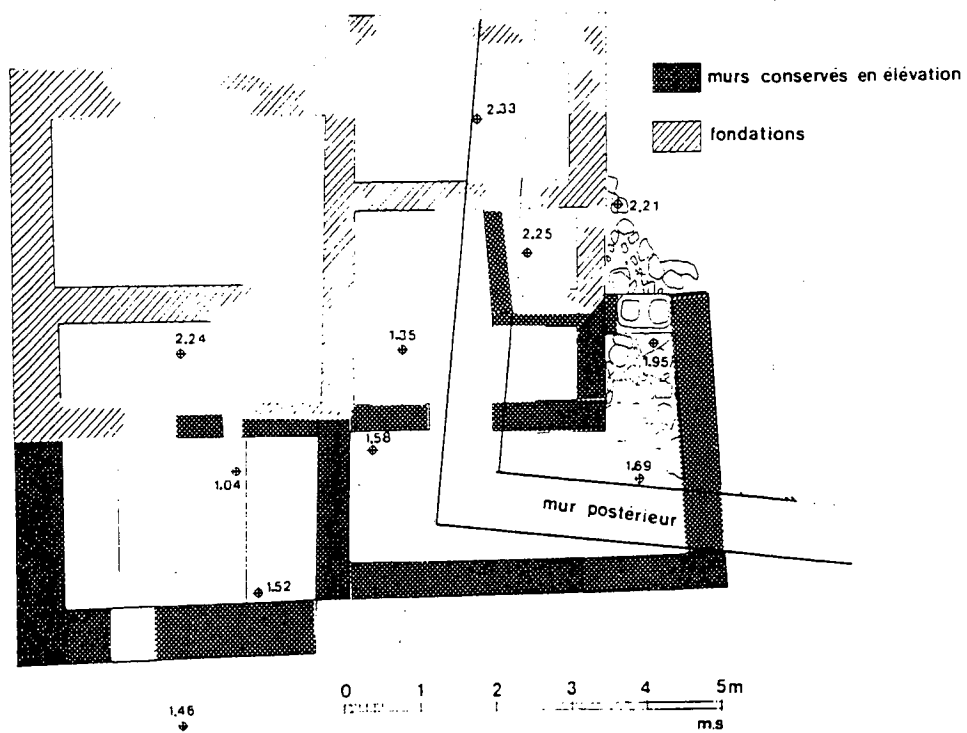 murs conservés en élévation
2.33
fondations
2,21
2.25
2.24
1.35
1.95
1.58
1.04
1.69
mur postérieur
1.52
0 1 2 3 4 5m
m.s
1.46